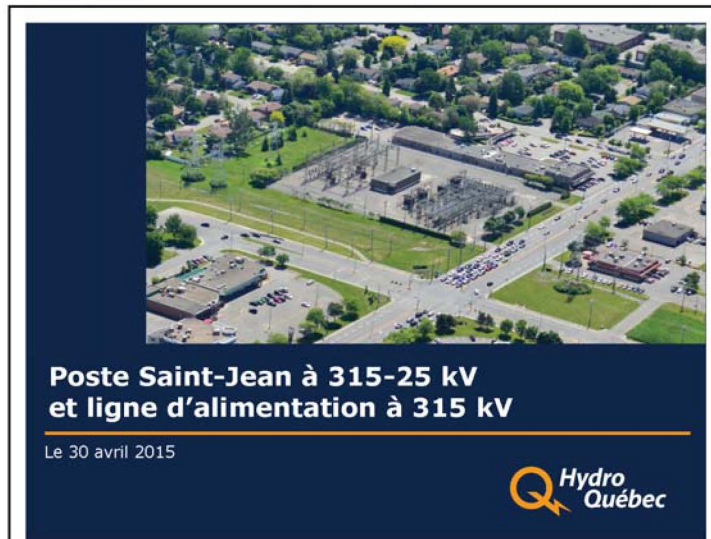 Poste Saint-Jean à 315-25 kV
et ligne d'alimentation à 315 kV
Le 30 avril 2015
Hydro
Québec